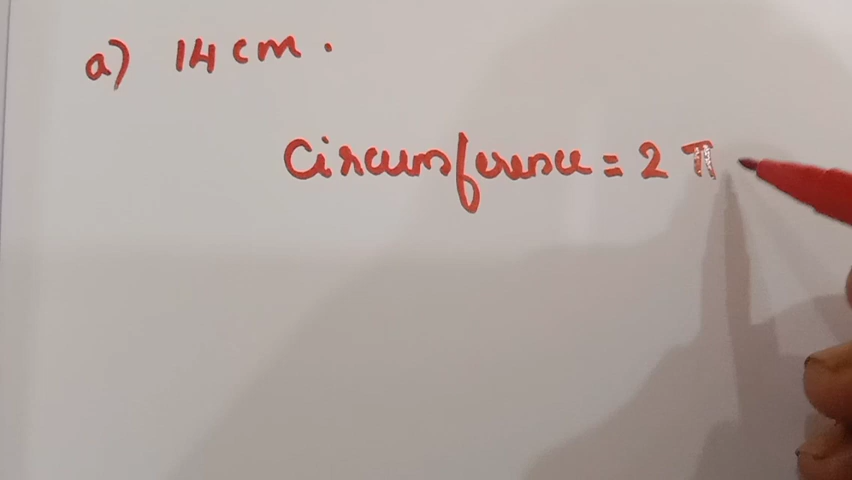 a) 14 cm.
Circumference = 2 π